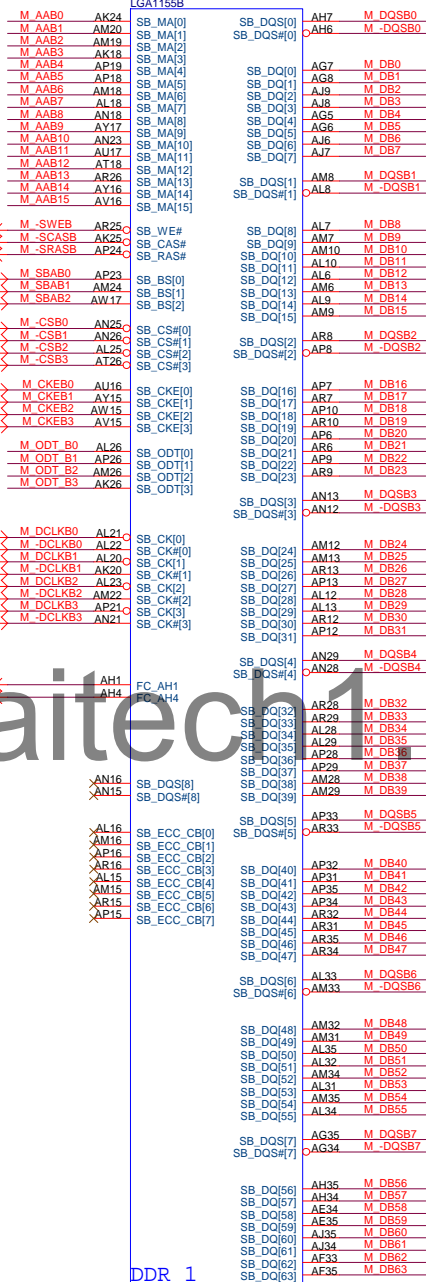 LGA1155B
M_AAB0 AK24 SB_MA[0]
M_AAB1 AM20 SB_MA[1]
M_AAB2 AM19 SB_MA[2]
M_AAB3 AK18 SB_MA[3]
M_AAB4 AP19 SB_MA[4]
M_AAB5 AP18 SB_MA[5]
M_AAB6 AM18 SB_MA[6]
M_AAB7 AL18 SB_MA[7]
M_AAB8 AN18 SB_MA[8]
M_AAB9 AY17 SB_MA[9]
M_AAB10 AN23 SB_MA[10]
M_AAB11 AU17 SB_MA[11]
M_AAB12 AT18 SB_MA[12]
M_AAB13 AR26 SB_MA[13]
M_AAB14 AY16 SB_MA[14]
M_AAB15 AV16 SB_MA[15]
M_-SWEB AR25 SB_WE#
M_-SCASB AK25 SB_CAS#
M_-SRASB AP24 SB_RAS#
M_SBAB0 AP23 SB_BS[0]
M_SBAB1 AM24 SB_BS[1]
M_SBAB2 AW17 SB_BS[2]
M_-CSB0 AN25 SB_CS#[0]
M_-CSB1 AN26 SB_CS#[1]
M_-CSB2 AL25 SB_CS#[2]
M_-CSB3 AT26 SB_CS#[3]
M_CKEB0 AU16 SB_CKE[0]
M_CKEB1 AY15 SB_CKE[1]
M_CKEB2 AW15 SB_CKE[2]
M_CKEB3 AV15 SB_CKE[3]
M_ODT_B0 AL26 SB_ODT[0]
M_ODT_B1 AP26 SB_ODT[1]
M_ODT_B2 AM26 SB_ODT[2]
M_ODT_B3 AK26 SB_ODT[3]
M_DCLKB0 AL21 SB_CK[0]
M_-DCLKB0 AL22 SB_CK#[0]
M_DCLKB1 AL20 SB_CK[1]
M_-DCLKB1 AK20 SB_CK#[1]
M_DCLKB2 AL23 SB_CK[2]
M_-DCLKB2 AM22 SB_CK#[2]
M_DCLKB3 AP21 SB_CK[3]
M_-DCLKB3 AN21 SB_CK#[3]
AH1 FC_AH1
AH4 FC_AH4
aitech1.
AN16 SB_DQS[8]
AN15 SB_DQS#[8]
AL16 SB_ECC_CB[0]
AM16 SB_ECC_CB[1]
AP16 SB_ECC_CB[2]
AR16 SB_ECC_CB[3]
AL15 SB_ECC_CB[4]
AM15 SB_ECC_CB[5]
AR15 SB_ECC_CB[6]
AP15 SB_ECC_CB[7]
SB_DQS[0] AH7 M_DQSB0
SB_DQS#[0] AH6 M_-DQSB0
SB_DQ[0] AG7 M_DB0
SB_DQ[1] AG8 M_DB1
SB_DQ[2] AJ9 M_DB2
SB_DQ[3] AJ8 M_DB3
SB_DQ[4] AG5 M_DB4
SB_DQ[5] AG6 M_DB5
SB_DQ[6] AJ6 M_DB6
SB_DQ[7] AJ7 M_DB7
SB_DQS[1] AM8 M_DQSB1
SB_DQS#[1] AL8 M_-DQSB1
SB_DQ[8] AL7 M_DB8
SB_DQ[9] AM7 M_DB9
SB_DQ[10] AM10 M_DB10
SB_DQ[11] AL10 M_DB11
SB_DQ[12] AL6 M_DB12
SB_DQ[13] AM6 M_DB13
SB_DQ[14] AL9 M_DB14
SB_DQ[15] AM9 M_DB15
SB_DQS[2] AR8 M_DQSB2
SB_DQS#[2] AP8 M_-DQSB2
SB_DQ[16] AP7 M_DB16
SB_DQ[17] AR7 M_DB17
SB_DQ[18] AP10 M_DB18
SB_DQ[19] AR10 M_DB19
SB_DQ[20] AP6 M_DB20
SB_DQ[21] AR6 M_DB21
SB_DQ[22] AP9 M_DB22
SB_DQ[23] AR9 M_DB23
SB_DQS[3] AN13 M_DQSB3
SB_DQS#[3] AN12 M_-DQSB3
SB_DQ[24] AM12 M_DB24
SB_DQ[25] AM13 M_DB25
SB_DQ[26] AR13 M_DB26
SB_DQ[27] AP13 M_DB27
SB_DQ[28] AL12 M_DB28
SB_DQ[29] AL13 M_DB29
SB_DQ[30] AR12 M_DB30
SB_DQ[31] AP12 M_DB31
SB_DQS[4] AN29 M_DQSB4
SB_DQS#[4] AN28 M_-DQSB4
SB_DQ[32] AR28 M_DB32
SB_DQ[33] AR29 M_DB33
SB_DQ[34] AL28 M_DB34
SB_DQ[35] AL29 M_DB35
SB_DQ[36] AP28 M_DB36
SB_DQ[37] AP29 M_DB37
SB_DQ[38] AM28 M_DB38
SB_DQ[39] AM29 M_DB39
SB_DQS[5] AP33 M_DQSB5
SB_DQS#[5] AR33 M_-DQSB5
SB_DQ[40] AP32 M_DB40
SB_DQ[41] AP31 M_DB41
SB_DQ[42] AP35 M_DB42
SB_DQ[43] AP34 M_DB43
SB_DQ[44] AR32 M_DB44
SB_DQ[45] AR31 M_DB45
SB_DQ[46] AR35 M_DB46
SB_DQ[47] AR34 M_DB47
SB_DQS[6] AL33 M_DQSB6
SB_DQS#[6] AM33 M_-DQSB6
SB_DQ[48] AM32 M_DB48
SB_DQ[49] AM31 M_DB49
SB_DQ[50] AL35 M_DB50
SB_DQ[51] AL32 M_DB51
SB_DQ[52] AM34 M_DB52
SB_DQ[53] AL31 M_DB53
SB_DQ[54] AM35 M_DB54
SB_DQ[55] AL34 M_DB55
SB_DQS[7] AG35 M_DQSB7
SB_DQS#[7] AG34 M_-DQSB7
SB_DQ[56] AH35 M_DB56
SB_DQ[57] AH34 M_DB57
SB_DQ[58] AE34 M_DB58
SB_DQ[59] AE35 M_DB59
SB_DQ[60] AJ35 M_DB60
SB_DQ[61] AJ34 M_DB61
SB_DQ[62] AF33 M_DB62
SB_DQ[63] AF35 M_DB63
DDR_1